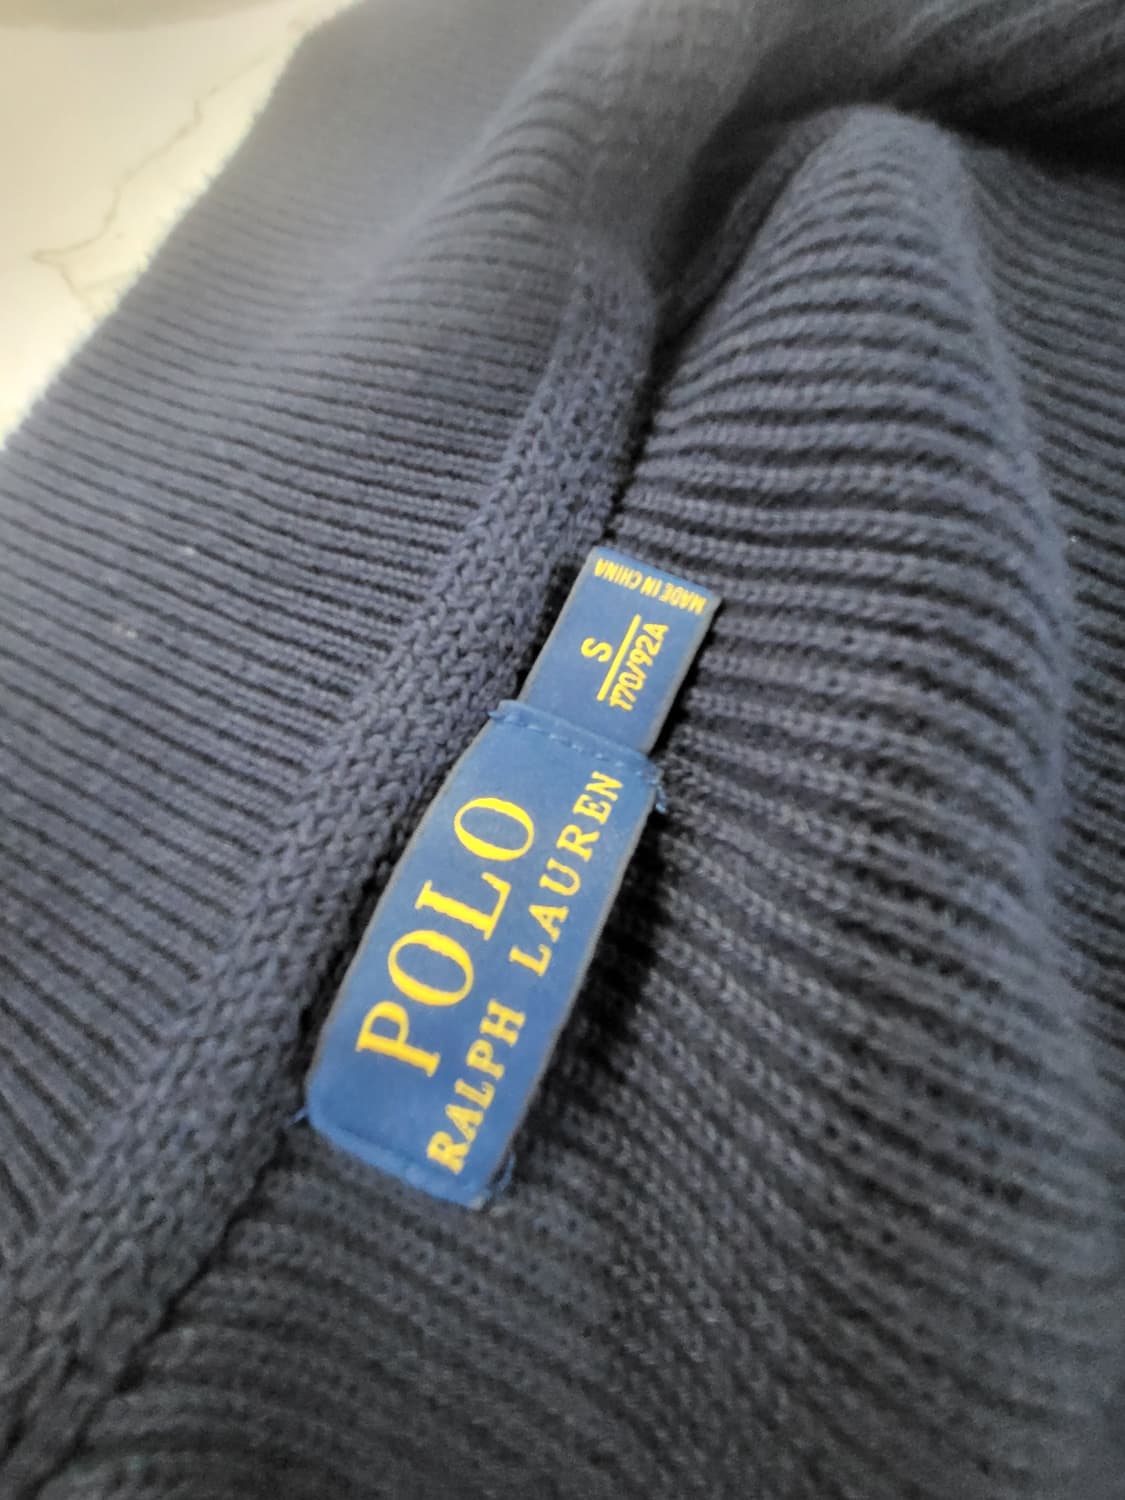 POLO
RALPH LAUREN
S
170/92A
MADE IN CHINA